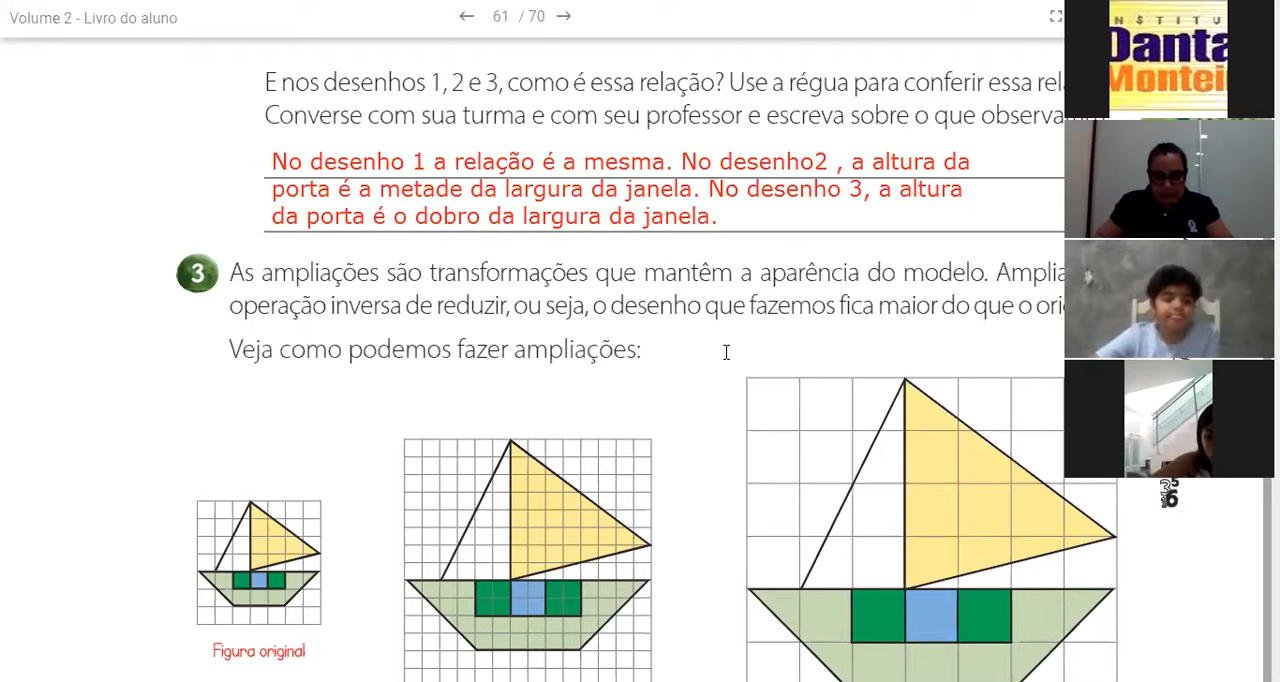 Volume 2 - Livro do aluno
61 / 70
INSTITU
Danta
Montei
E nos desenhos 1, 2 e 3, como é essa relação? Use a régua para conferir essa rel
Converse com sua turma e com seu professor e escreva sobre o que observa
No desenho 1 a relação é a mesma. No desenho2 , a altura da
porta é a metade da largura da janela. No desenho 3, a altura
da porta é o dobro da largura da janela.
3 As ampliações são transformações que mantêm a aparência do modelo. Amplia
operação inversa de reduzir, ou seja, o desenho que fazemos fica maior do que o ori
Veja como podemos fazer ampliações:
Figura original